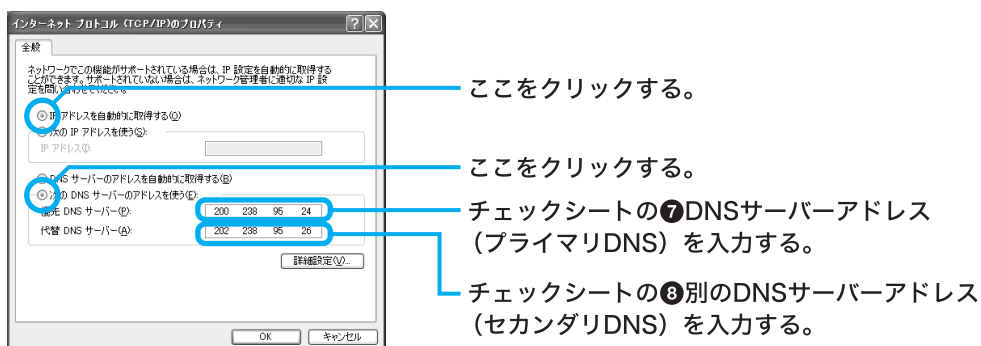 インターネット プロトコル (TCP/IP)のプロパティ
全般
ネットワークでこの機能がサポートされている場合は、IP 設定を自動的に取得する
ことができます。サポートされていない場合は、ネットワーク管理者に適切な IP 設
定を問い合わせてください。
IP アドレスを自動的に取得する(O)
次の IP アドレスを使う(S):
IP アドレス(I):
DNS サーバーのアドレスを自動的に取得する(B)
次の DNS サーバーのアドレスを使う(E):
優先 DNS サーバー(P): 200 238 95 24
代替 DNS サーバー(A): 202 238 95 26
詳細設定(V)...
OK キャンセル
ここをクリックする。
ここをクリックする。
チェックシートの❼DNSサーバーアドレス
（プライマリDNS）を入力する。
チェックシートの❽別のDNSサーバーアドレス
（セカンダリDNS）を入力する。